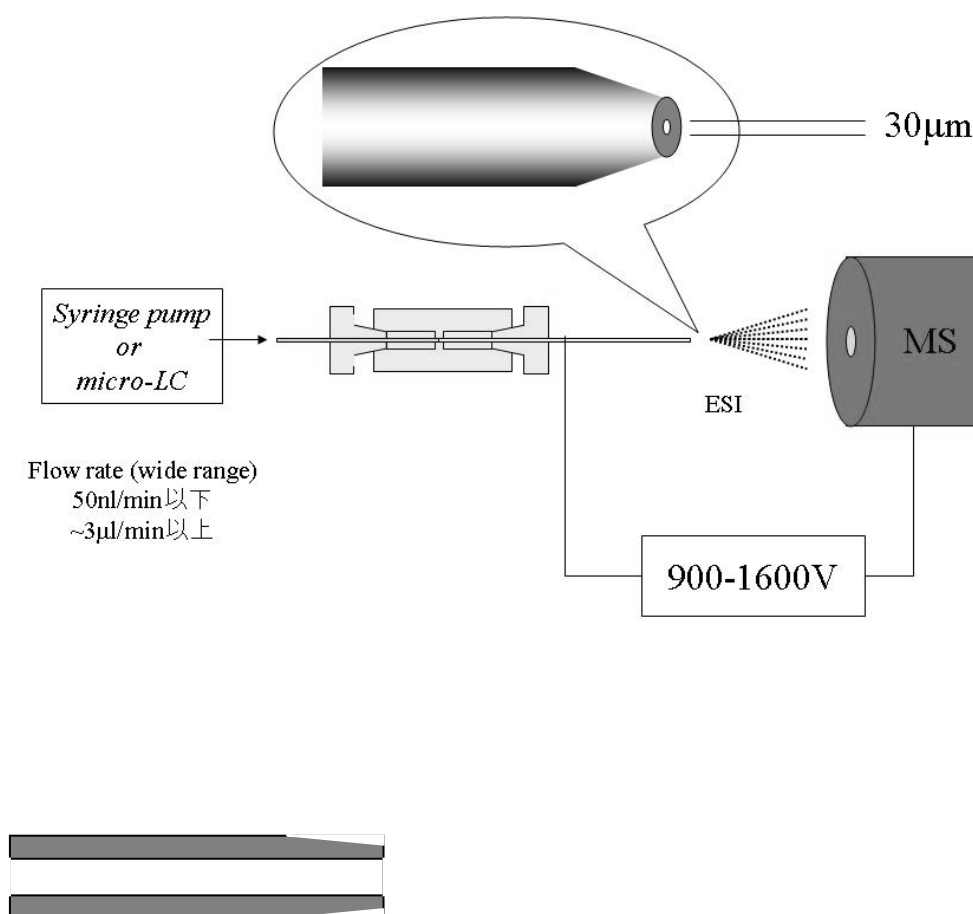 30μm
Syringe pump
or
micro-LC
MS
ESI
Flow rate (wide range)
50nl/min以下
~3μl/min以上
900-1600V